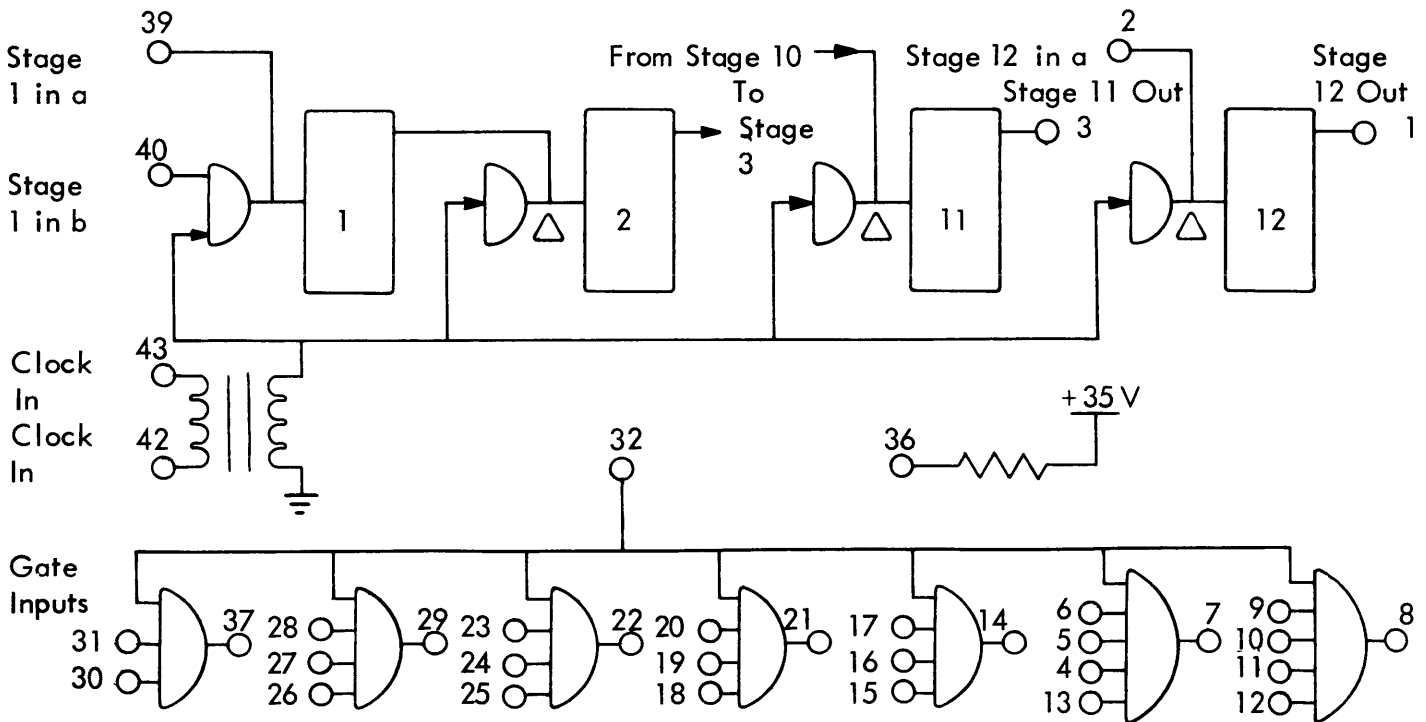 39
2
Stage
1 in a
From Stage 10
Stage 12 in a
Stage
12 Out
To
Stage
3
Stage 11 Out
3
1
40
Stage
1 in b
1
2
11
12
43
Clock
In
Clock
In
42
32
36
+35 V
Gate
Inputs
31
30
37
28
27
26
29
23
24
25
22
20
19
18
21
17
16
15
14
6
5
4
13
7
9
10
11
12
8